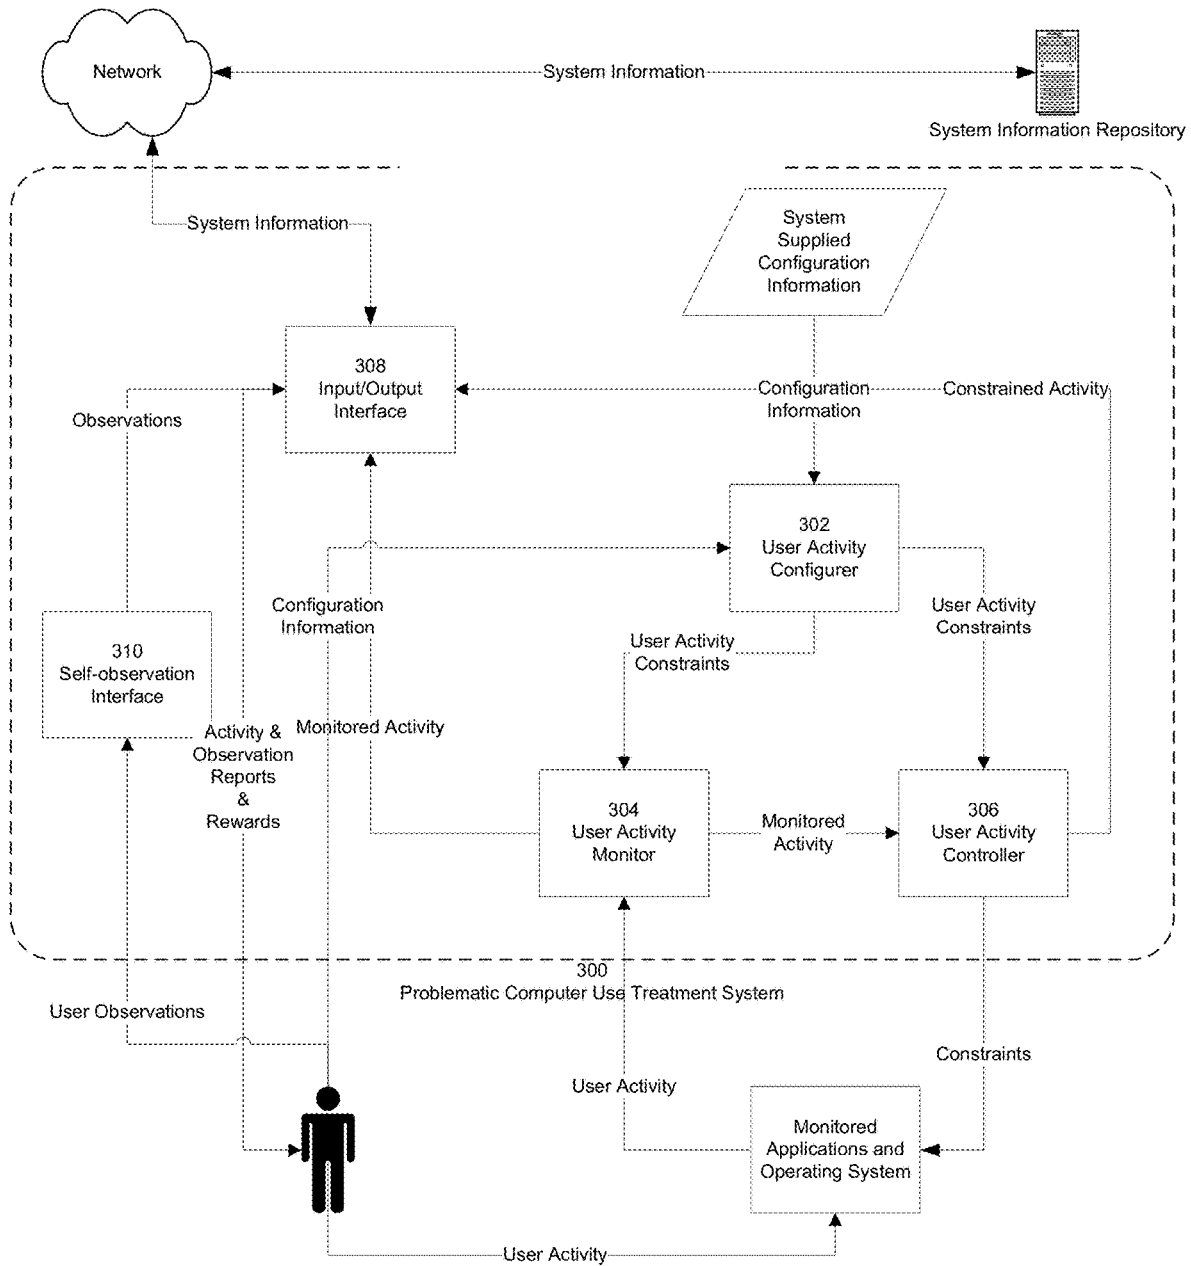 Network
System Information
System Information Repository
System Information
System
Supplied
Configuration
Information
308
Input/Output
Interface
Configuration
Information
Constrained Activity
Observations
302
User Activity
Configurer
Configuration
Information
User Activity
Constraints
User Activity
Constraints
310
Self-observation
Interface
Activity &
Observation
Reports
&
Rewards
Monitored Activity
304
User Activity
Monitor
Monitored
Activity
306
User Activity
Controller
300
Problematic Computer Use Treatment System
User Observations
Constraints
User Activity
Monitored
Applications and
Operating System
User Activity